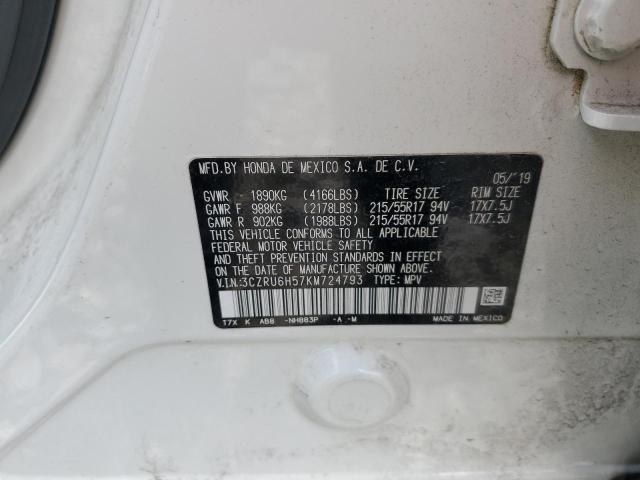 MFD.BY HONDA DE MEXICO S.A. DE C.V.
05/'19
GVWR 1890KG (4166LBS) TIRE SIZE RIM SIZE
GAWR F 988KG (2178LBS) 215/55R17 94V 17X7.5J
GAWR R 902KG (1988LBS) 215/55R17 94V 17X7.5J
THIS VEHICLE CONFORMS TO ALL APPLICABLE
FEDERAL MOTOR VEHICLE SAFETY
AND THEFT PREVENTION STANDARDS IN EFFECT
ON THE DATE OF MANUFACTURE SHOWN ABOVE.
V.I.N:3CZRU6H57KM724793 TYPE: MPV
T7X K AB8 -NH883P -A -M MADE IN MEXICO